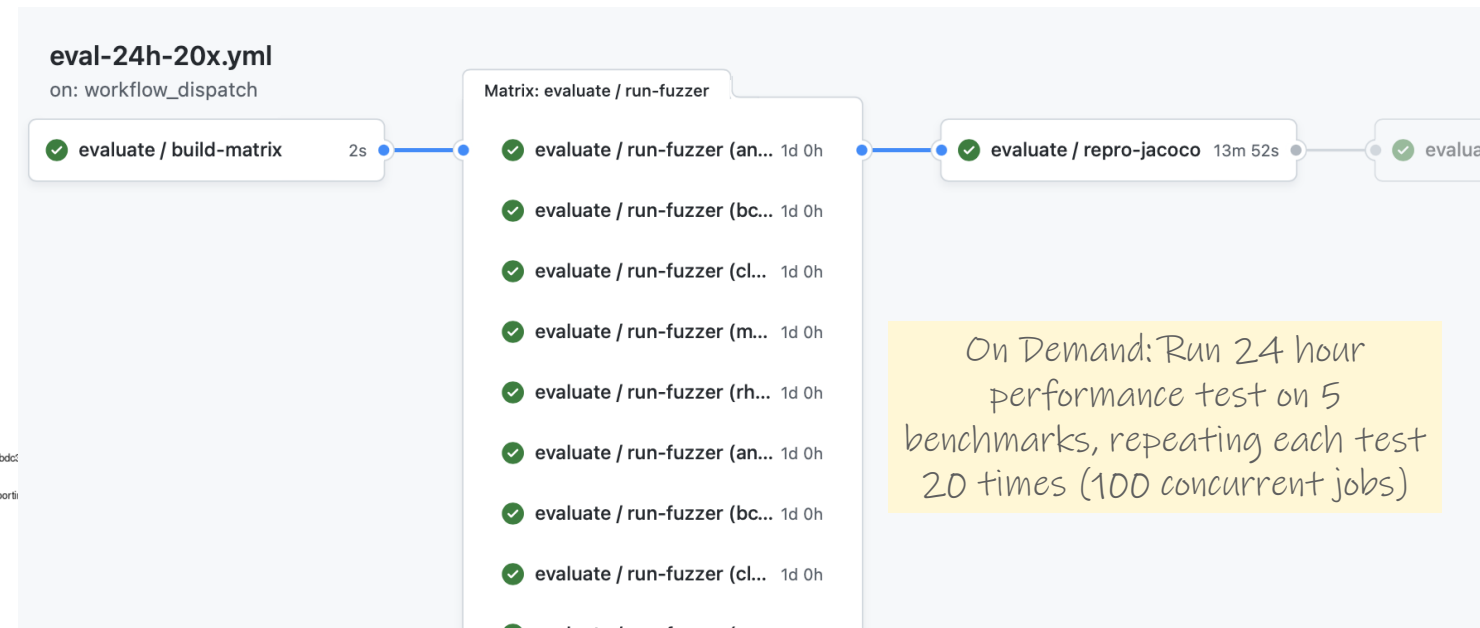 eval-24h-20x.yml
on: workflow_dispatch
Matrix: evaluate / run-fuzzer
evaluate / build-matrix 2s
evaluate / run-fuzzer (an... 1d 0h
evaluate / run-fuzzer (bc... 1d 0h
evaluate / run-fuzzer (cl... 1d 0h
evaluate / run-fuzzer (m... 1d 0h
evaluate / run-fuzzer (rh... 1d 0h
evaluate / run-fuzzer (an... 1d 0h
evaluate / run-fuzzer (bc... 1d 0h
evaluate / run-fuzzer (cl... 1d 0h
evaluate / repro-jacoco 13m 52s
On Demand: Run 24 hour
performance test on 5
benchmarks, repeating each test
20 times (100 concurrent jobs)